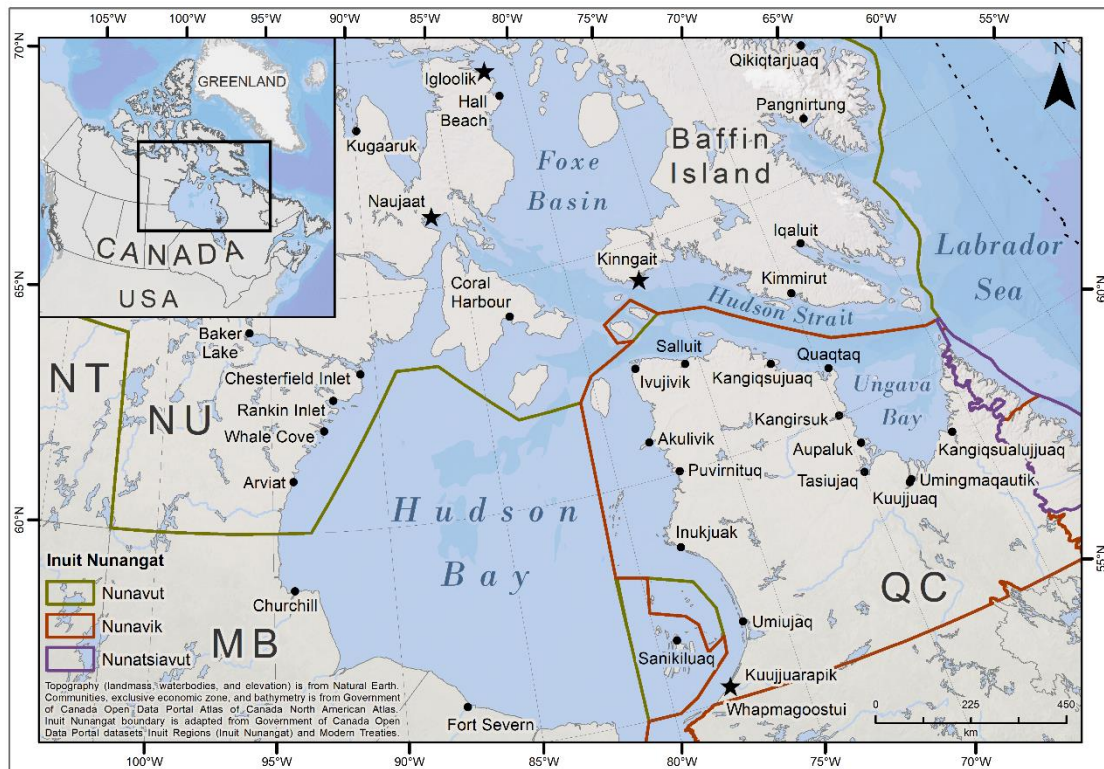 105°W
100°W
95°W
90°W
85°W
80°W
75°W
70°W
65°W
60°W
55°W
70°N
65°N
60°N
60°N
55°N
GREENLAND
CANADA
USA
N
Igloolik
Hall
Beach
Kugaaruk
Naujaat
Foxe
Basin
Qikiqtarjuaq
Pangnirtung
Baffin
Island
Iqaluit
Kinngait
Kimmirut
Labrador
Sea
Coral
Harbour
Hudson Strait
Baker
Lake
NT
NU
Chesterfield Inlet
Rankin Inlet
Whale Cove
Arviat
Salluit
Ivujivik
Kangiqsujuaq
Quaqtaq
Ungava
Bay
Kangirsuk
Akulivik
Aupaluk
Kangiqsualujjuaq
Puvirnituq
Tasiujaq
Umingmaqautik
Kuujjuaq
Hudson
Bay
Inukjuak
QC
Churchill
MB
Umiujaq
Sanikiluaq
Kuujjuarapik
Whapmagoostui
Fort Severn
Inuit Nunangat
Nunavut
Nunavik
Nunatsiavut
Topography (landmass, waterbodies, and elevation) is from Natural Earth.
Communities, exclusive economic zone, and bathymetry is from Government
of Canada Open Data Portal Atlas of Canada North American Atlas.
Inuit Nunangat boundary is adapted from Government of Canada Open
Data Portal datasets Inuit Regions (Inuit Nunangat) and Modern Treaties.
0
225
450
km
100°W
95°W
90°W
85°W
80°W
75°W
70°W